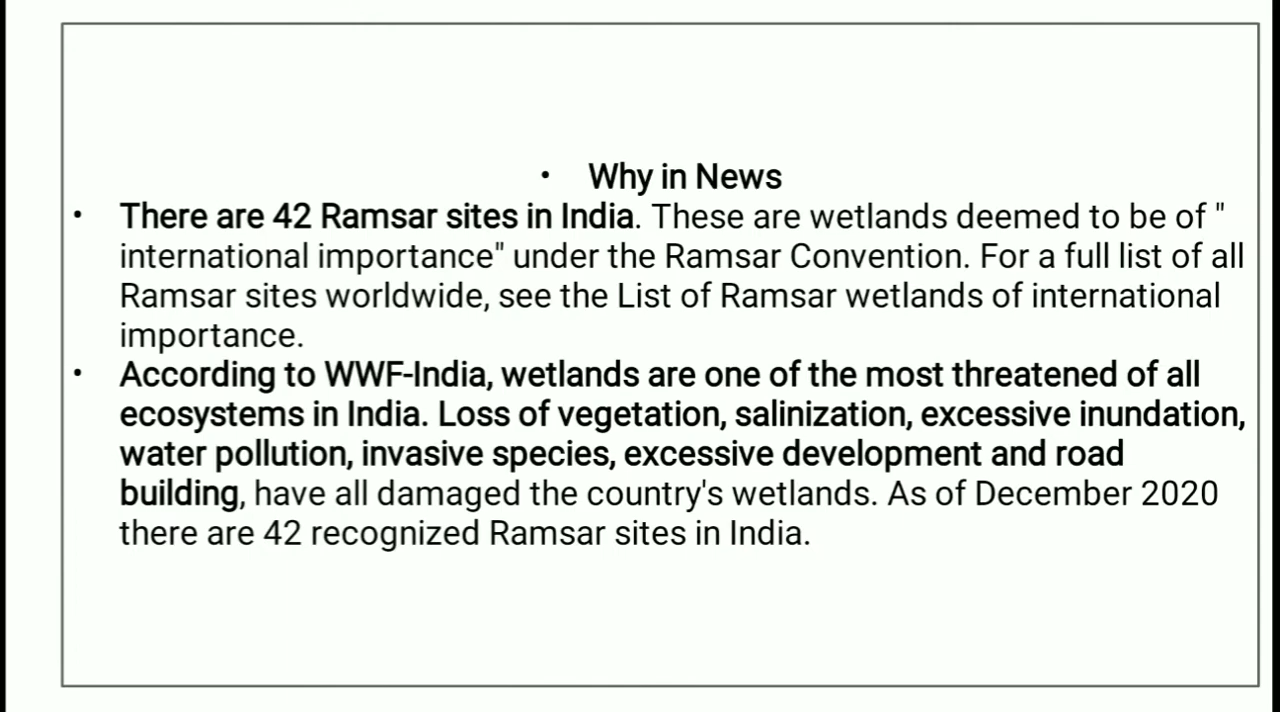 • Why in News
• There are 42 Ramsar sites in India. These are wetlands deemed to be of "
international importance" under the Ramsar Convention. For a full list of all
Ramsar sites worldwide, see the List of Ramsar wetlands of international
importance.
• According to WWF-India, wetlands are one of the most threatened of all
ecosystems in India. Loss of vegetation, salinization, excessive inundation,
water pollution, invasive species, excessive development and road
building, have all damaged the country's wetlands. As of December 2020
there are 42 recognized Ramsar sites in India.